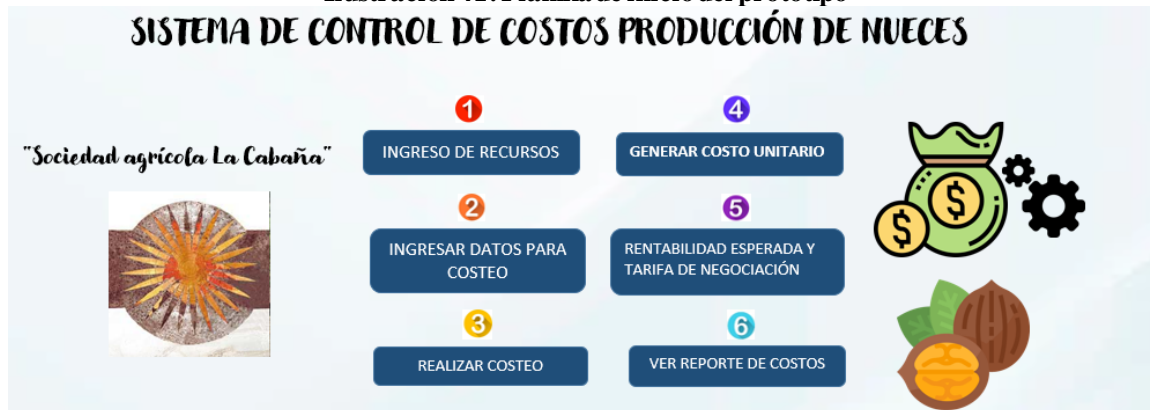 SISTEMA DE CONTROL DE COSTOS PRODUCCIÓN DE NUECES
"Sociedad agrícola La Cabaña"
1
INGRESO DE RECURSOS
2
INGRESAR DATOS PARA
COSTEO
3
REALIZAR COSTEO
4
GENERAR COSTO UNITARIO
5
RENTABILIDAD ESPERADA Y
TARIFA DE NEGOCIACIÓN
6
VER REPORTE DE COSTOS
$
$